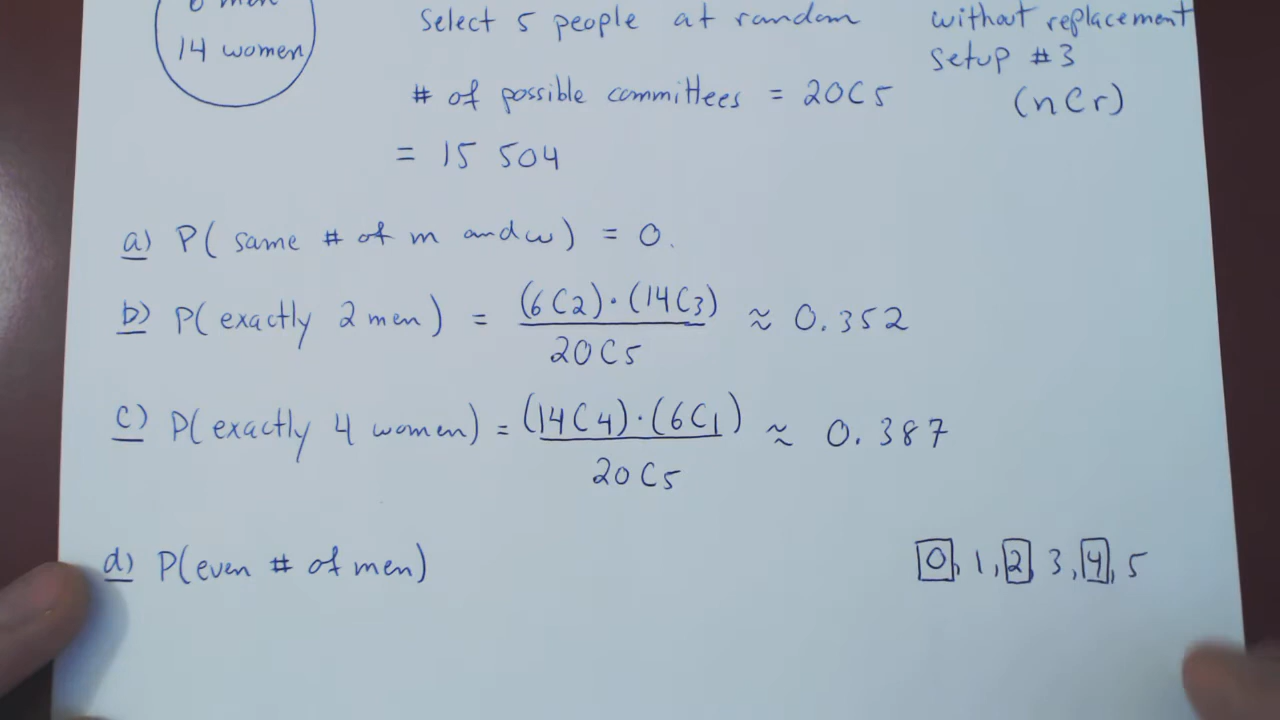 14 women
Select 5 people at random
without replacement
setup #3
# of possible committees = 20C5
(nCr)
= 15 504
a) P( same # of m and w ) = 0.
b) P(exactly 2 men) = (6C2)·(14C3) ≈ 0.352
20C5
c) P(exactly 4 women) = (14C4)·(6C1) ≈ 0.387
20C5
d) P(even # of men)
0, 1, 2, 3, 4, 5